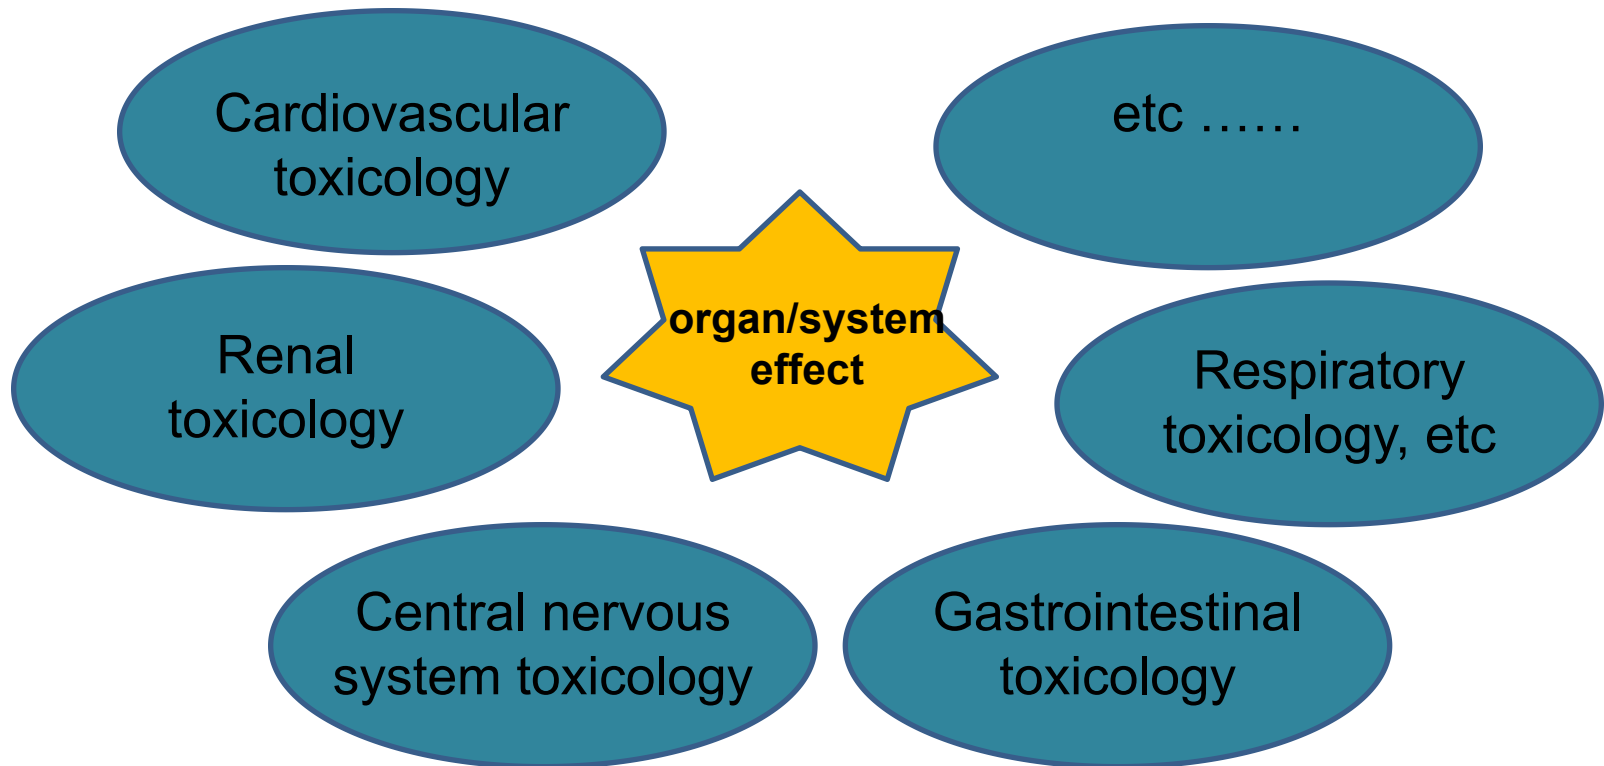 Cardiovascular
toxicology
etc ……
organ/system
effect
Renal
toxicology
Respiratory
toxicology, etc
Central nervous
system toxicology
Gastrointestinal
toxicology